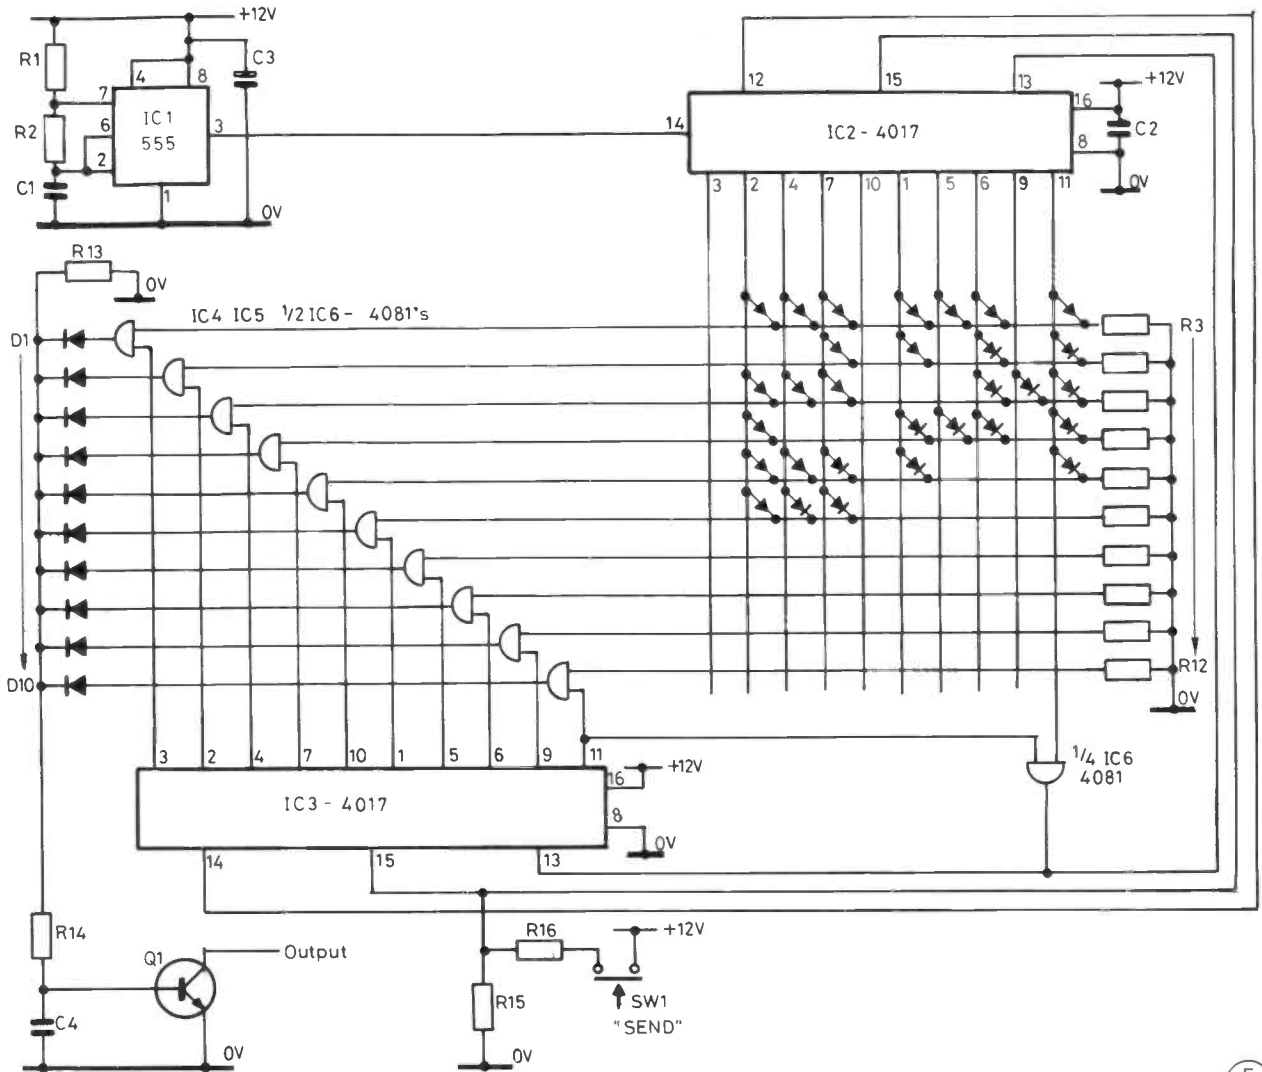 +12V
R1
C3
4
8
7
IC1
555
6
3
R2
2
C1
1
0V
12
15
13
+12V
16
14
IC2 - 4017
C2
8
0V
3 2 4 7 10 1 5 6 9 11
R13
0V
IC4 IC5 1/2 IC6 - 4081's
D1
R3
D10
R12
0V
3 2 4 7 10 1 5 6 9 11
1/4 IC6
4081
+12V
16
IC3 - 4017
8
0V
14
15
13
R14
R16
+12V
Q1
Output
R15
SW1
"SEND"
C4
0V
0V
5